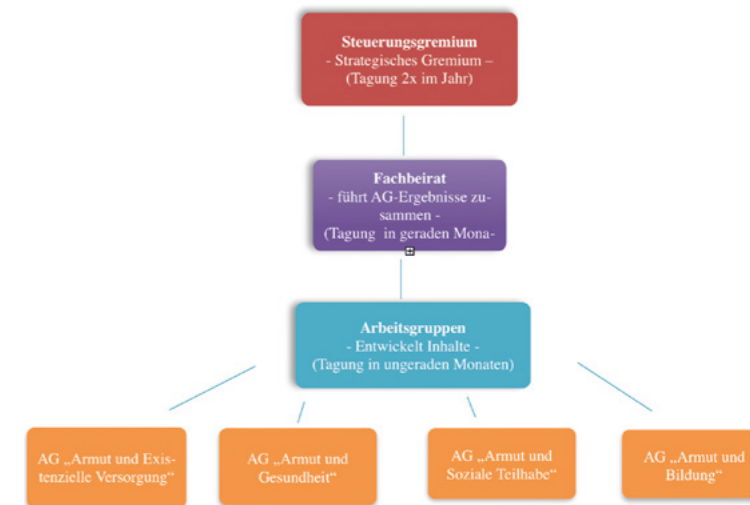 Steuerungsgremium
- Strategisches Gremium –
(Tagung 2x im Jahr)
Fachbeirat
- führt AG-Ergebnisse zu-
sammen -
(Tagung in geraden Mona-
Arbeitsgruppen
- Entwickelt Inhalte -
(Tagung in ungeraden Monaten)
AG „Armut und Exis-
tenzielle Versorgung“
AG „Armut und
Gesundheit“
AG „Armut und
Soziale Teilhabe“
AG „Armut und
Bildung“